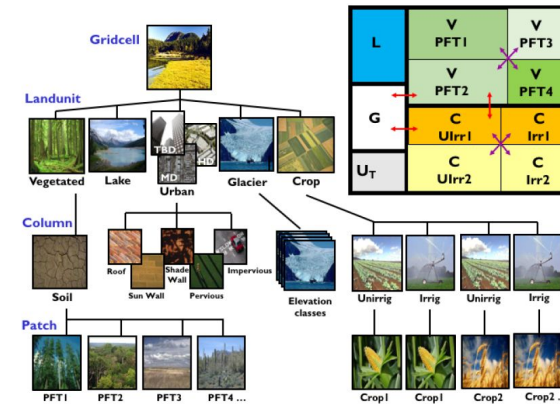 Gridcell
Landunit
TBD
HD
MD
Vegetated
Lake
Urban
Glacier
Crop
Column
Roof
Sun Wall
Shade
Wall
Pervious
Impervious
Soil
Elevation
classes
Unirrig
Irrig
Unirrig
Irrig
Patch
PFT1
PFT2
PFT3
PFT4 ...
Crop1
Crop1
Crop2
Crop2 ...
L
G
UT
V
PFT1
V
PFT3
V
PFT2
V
PFT4
C
UIrr1
C
Irr1
C
UIrr2
C
Irr2